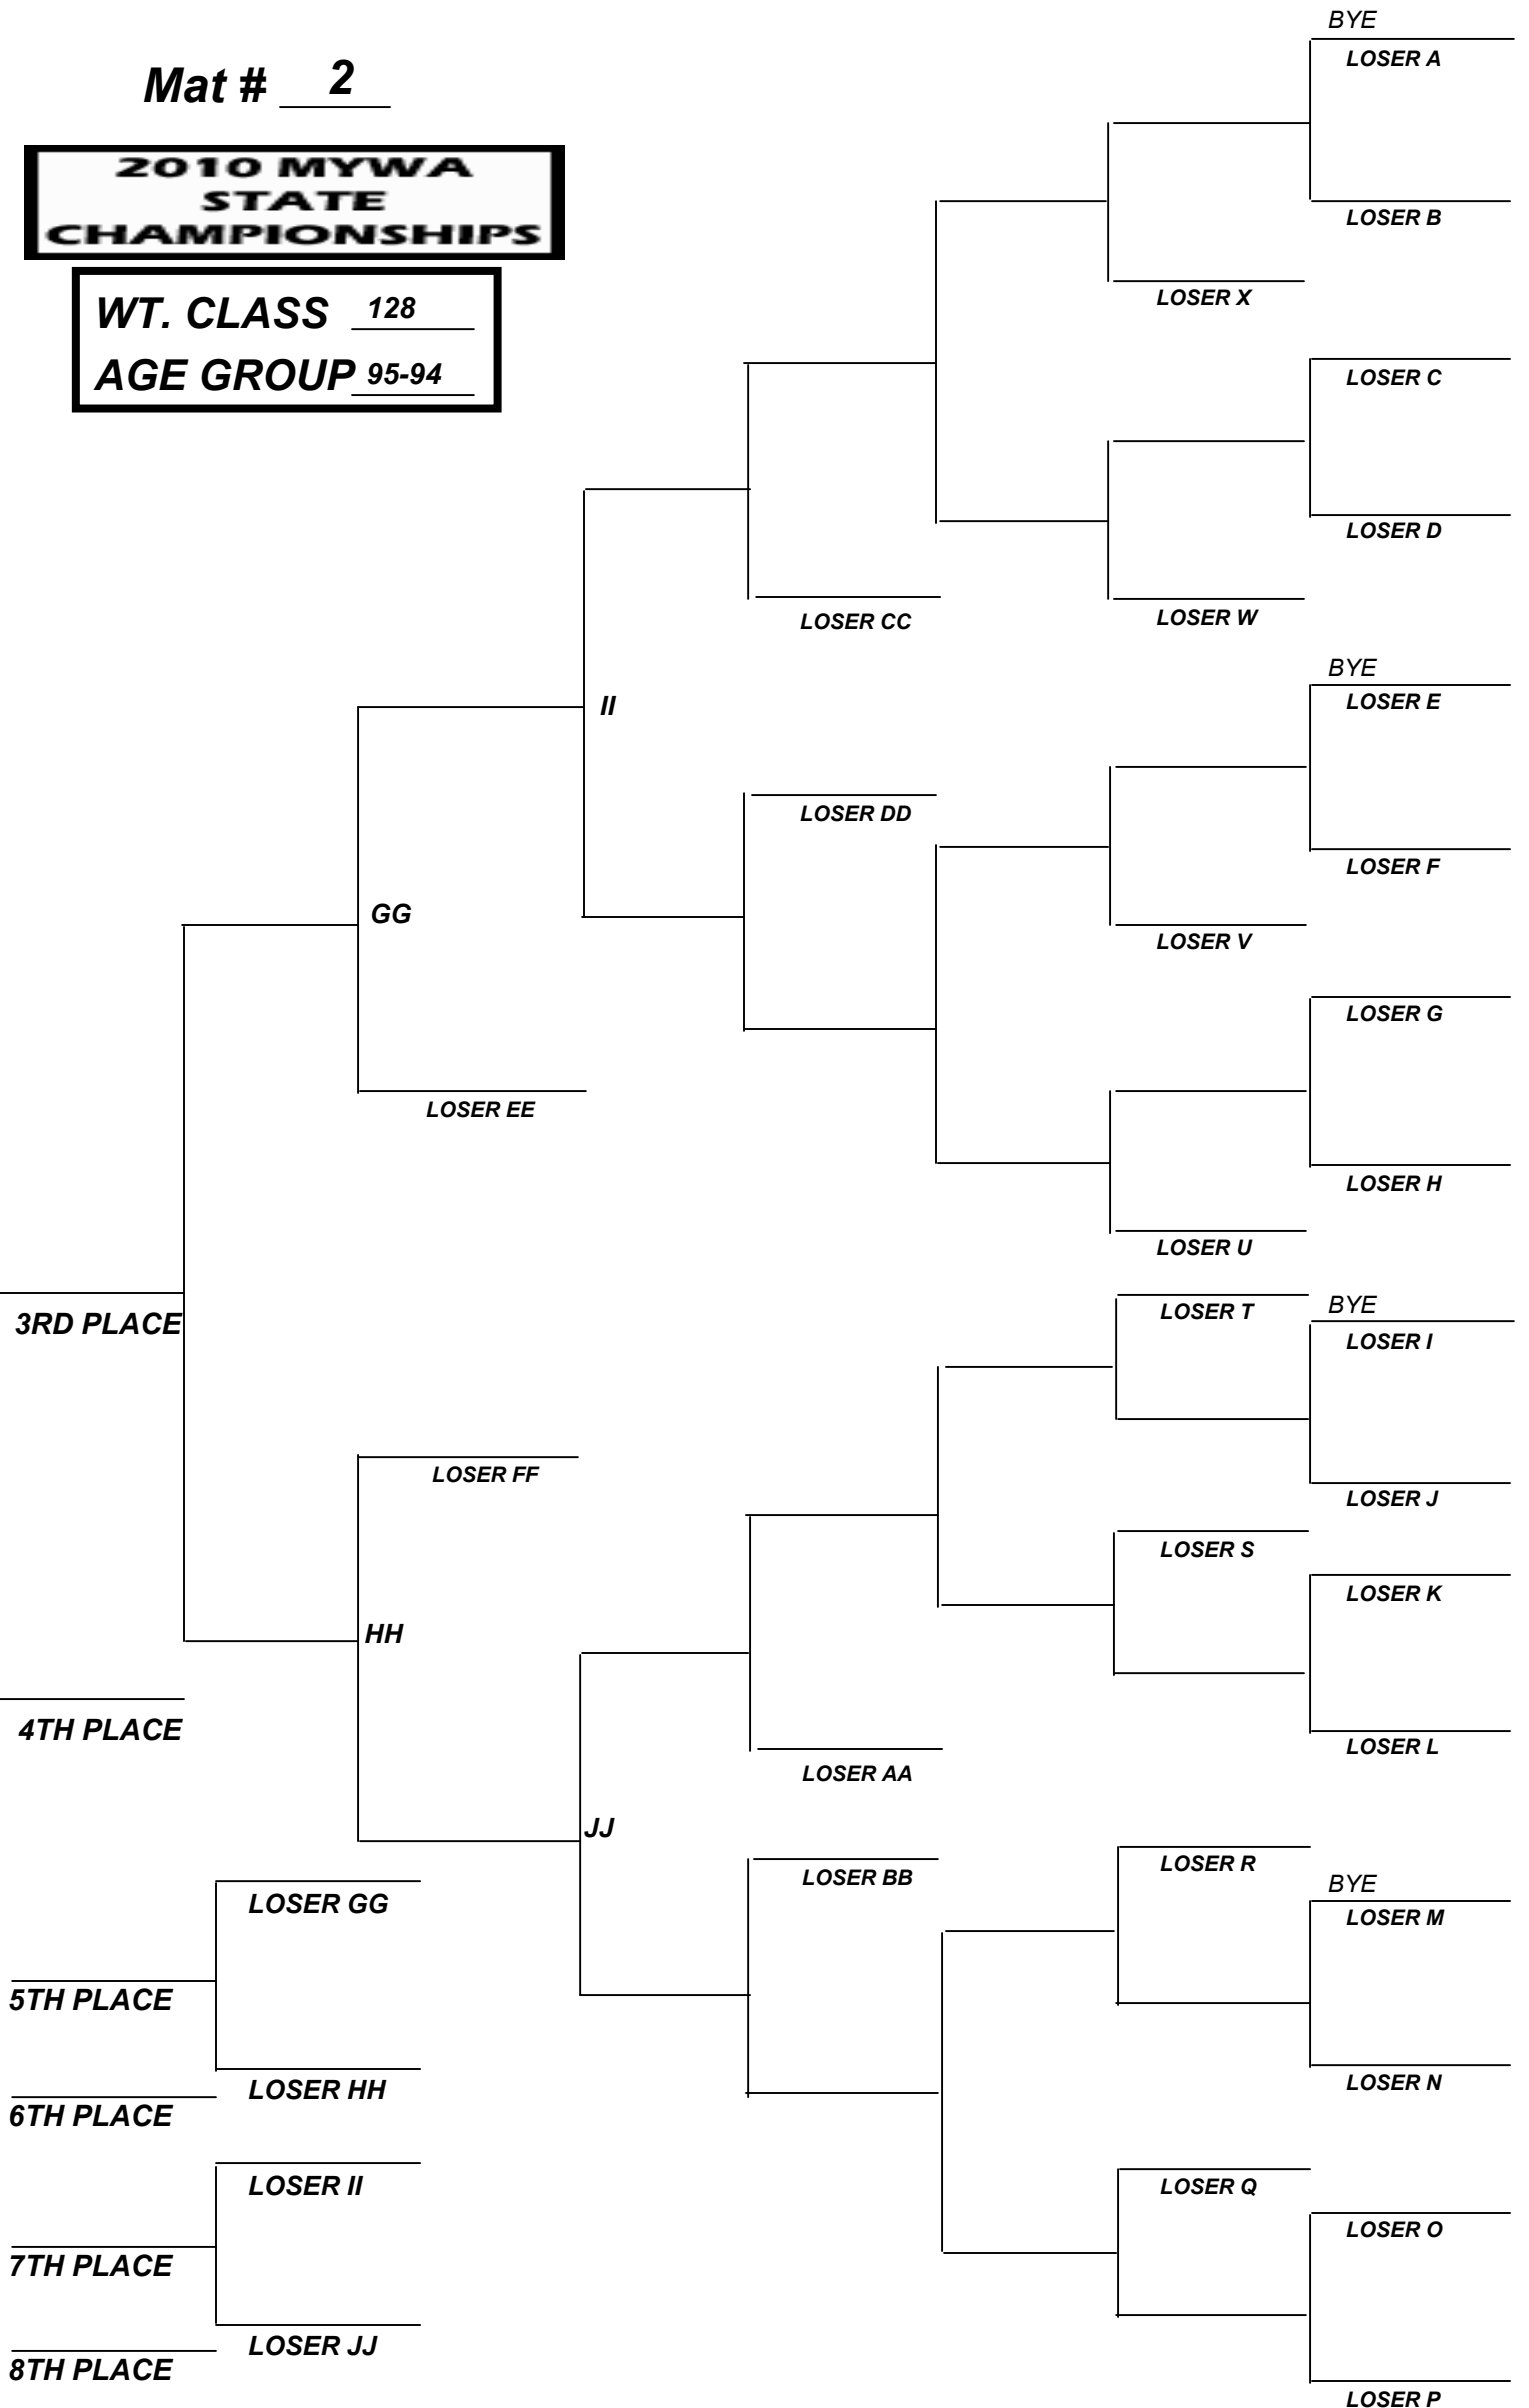 Mat # 2
2010 MYWA
STATE
CHAMPIONSHIPS
WT. CLASS 128
AGE GROUP 95-94
BYE
LOSER A
LOSER B
LOSER X
LOSER C
LOSER D
LOSER W
LOSER CC
BYE
LOSER E
II
LOSER DD
LOSER F
GG
LOSER V
LOSER G
LOSER EE
LOSER H
LOSER U
LOSER T
BYE
3RD PLACE
LOSER I
LOSER FF
LOSER J
LOSER S
LOSER K
HH
4TH PLACE
LOSER L
LOSER AA
JJ
LOSER R
LOSER BB
BYE
LOSER GG
LOSER M
5TH PLACE
LOSER HH
LOSER N
6TH PLACE
LOSER II
LOSER Q
LOSER O
7TH PLACE
LOSER JJ
8TH PLACE
LOSER P